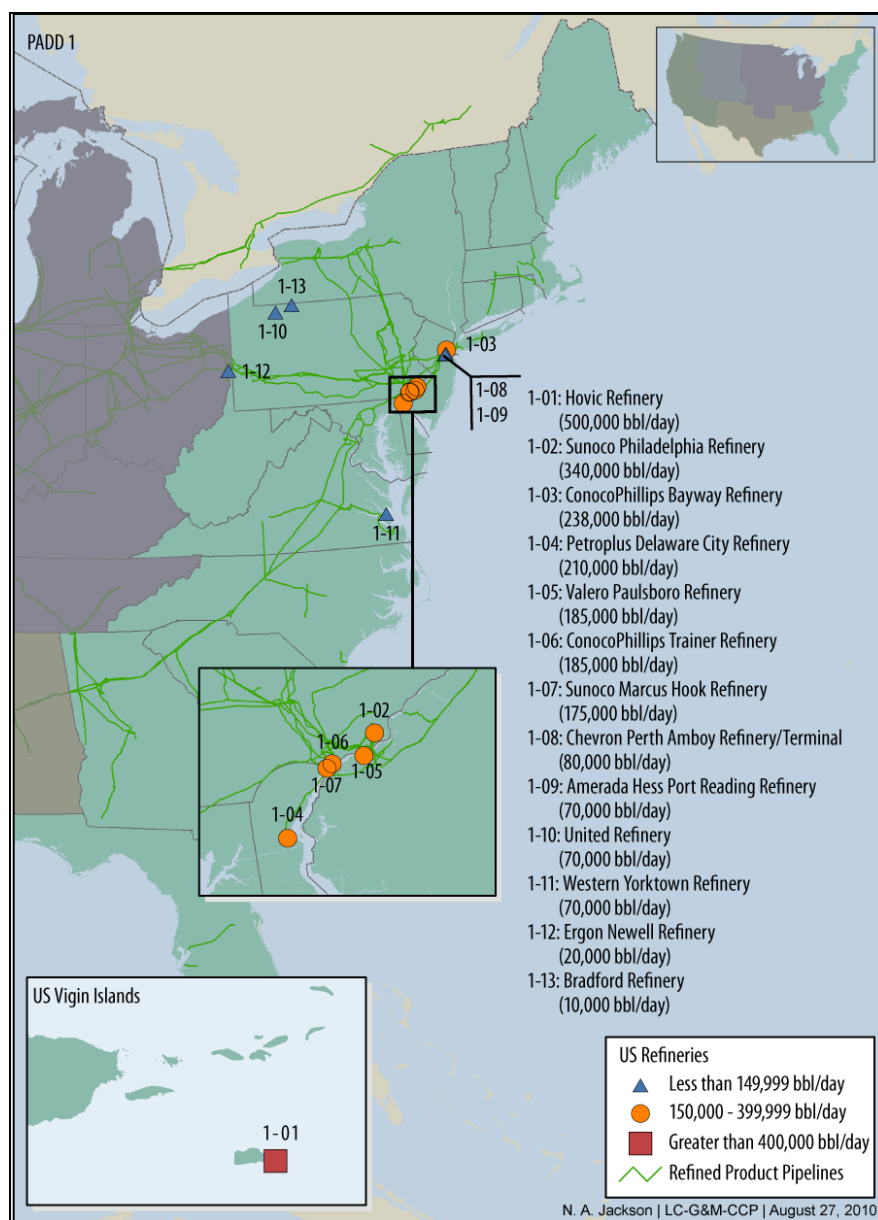 PADD 1
1-13
1-10
1-12
1-03
1-08
1-09
1-11
1-01: Hovic Refinery
(500,000 bbl/day)
1-02: Sunoco Philadelphia Refinery
(340,000 bbl/day)
1-03: ConocoPhillips Bayway Refinery
(238,000 bbl/day)
1-04: Petroplus Delaware City Refinery
(210,000 bbl/day)
1-05: Valero Paulsboro Refinery
(185,000 bbl/day)
1-06: ConocoPhillips Trainer Refinery
(185,000 bbl/day)
1-07: Sunoco Marcus Hook Refinery
(175,000 bbl/day)
1-08: Chevron Perth Amboy Refinery/Terminal
(80,000 bbl/day)
1-09: Amerada Hess Port Reading Refinery
(70,000 bbl/day)
1-10: United Refinery
(70,000 bbl/day)
1-11: Western Yorktown Refinery
(70,000 bbl/day)
1-12: Ergon Newell Refinery
(20,000 bbl/day)
1-13: Bradford Refinery
(10,000 bbl/day)
1-02
1-06
1-05
1-07
1-04
US Vigin Islands
1-01
US Refineries
Less than 149,999 bbl/day
150,000 - 399,999 bbl/day
Greater than 400,000 bbl/day
Refined Product Pipelines
N. A. Jackson | LC-G&M-CCP | August 27, 2010